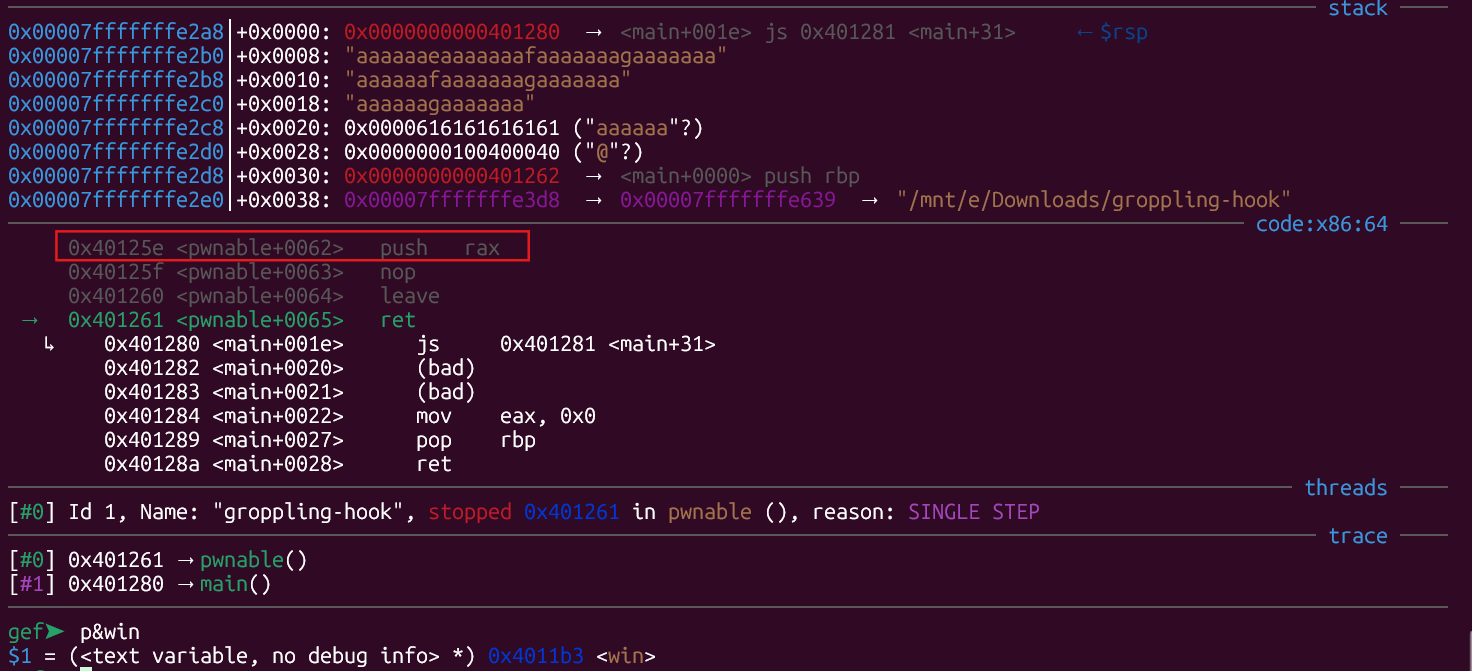 stack
0x00007fffffffe2a8│+0x0000: 0x0000000000401280  →  <main+001e> js 0x401281 <main+31>	 ← $rsp
0x00007fffffffe2b0│+0x0008: "aaaaaaeaaaaaaafaaaaaaagaaaaaaa"
0x00007fffffffe2b8│+0x0010: "aaaaaafaaaaaaagaaaaaaa"
0x00007fffffffe2c0│+0x0018: "aaaaaagaaaaaaa"
0x00007fffffffe2c8│+0x0020: 0x0000616161616161 ("aaaaaa"?)
0x00007fffffffe2d0│+0x0028: 0x0000000100400040 ("@"?)
0x00007fffffffe2d8│+0x0030: 0x0000000000401262  →  <main+0000> push rbp
0x00007fffffffe2e0│+0x0038: 0x00007fffffffe3d8  →  0x00007fffffffe639  →  "/mnt/e/Downloads/groppling-hook"
code:x86:64
0x40125e <pwnable+0062>   push   rax
0x40125f <pwnable+0063>   nop
0x401260 <pwnable+0064>   leave
→  0x401261 <pwnable+0065>   ret
↳    0x401280 <main+001e>      js     0x401281 <main+31>
0x401282 <main+0020>      (bad)
0x401283 <main+0021>      (bad)
0x401284 <main+0022>      mov    eax, 0x0
0x401289 <main+0027>      pop    rbp
0x40128a <main+0028>      ret
threads
[#0] Id 1, Name: "groppling-hook", stopped 0x401261 in pwnable (), reason: SINGLE STEP
trace
[#0] 0x401261 → pwnable()
[#1] 0x401280 → main()
gef➤  p&win
$1 = (<text variable, no debug info> *) 0x4011b3 <win>